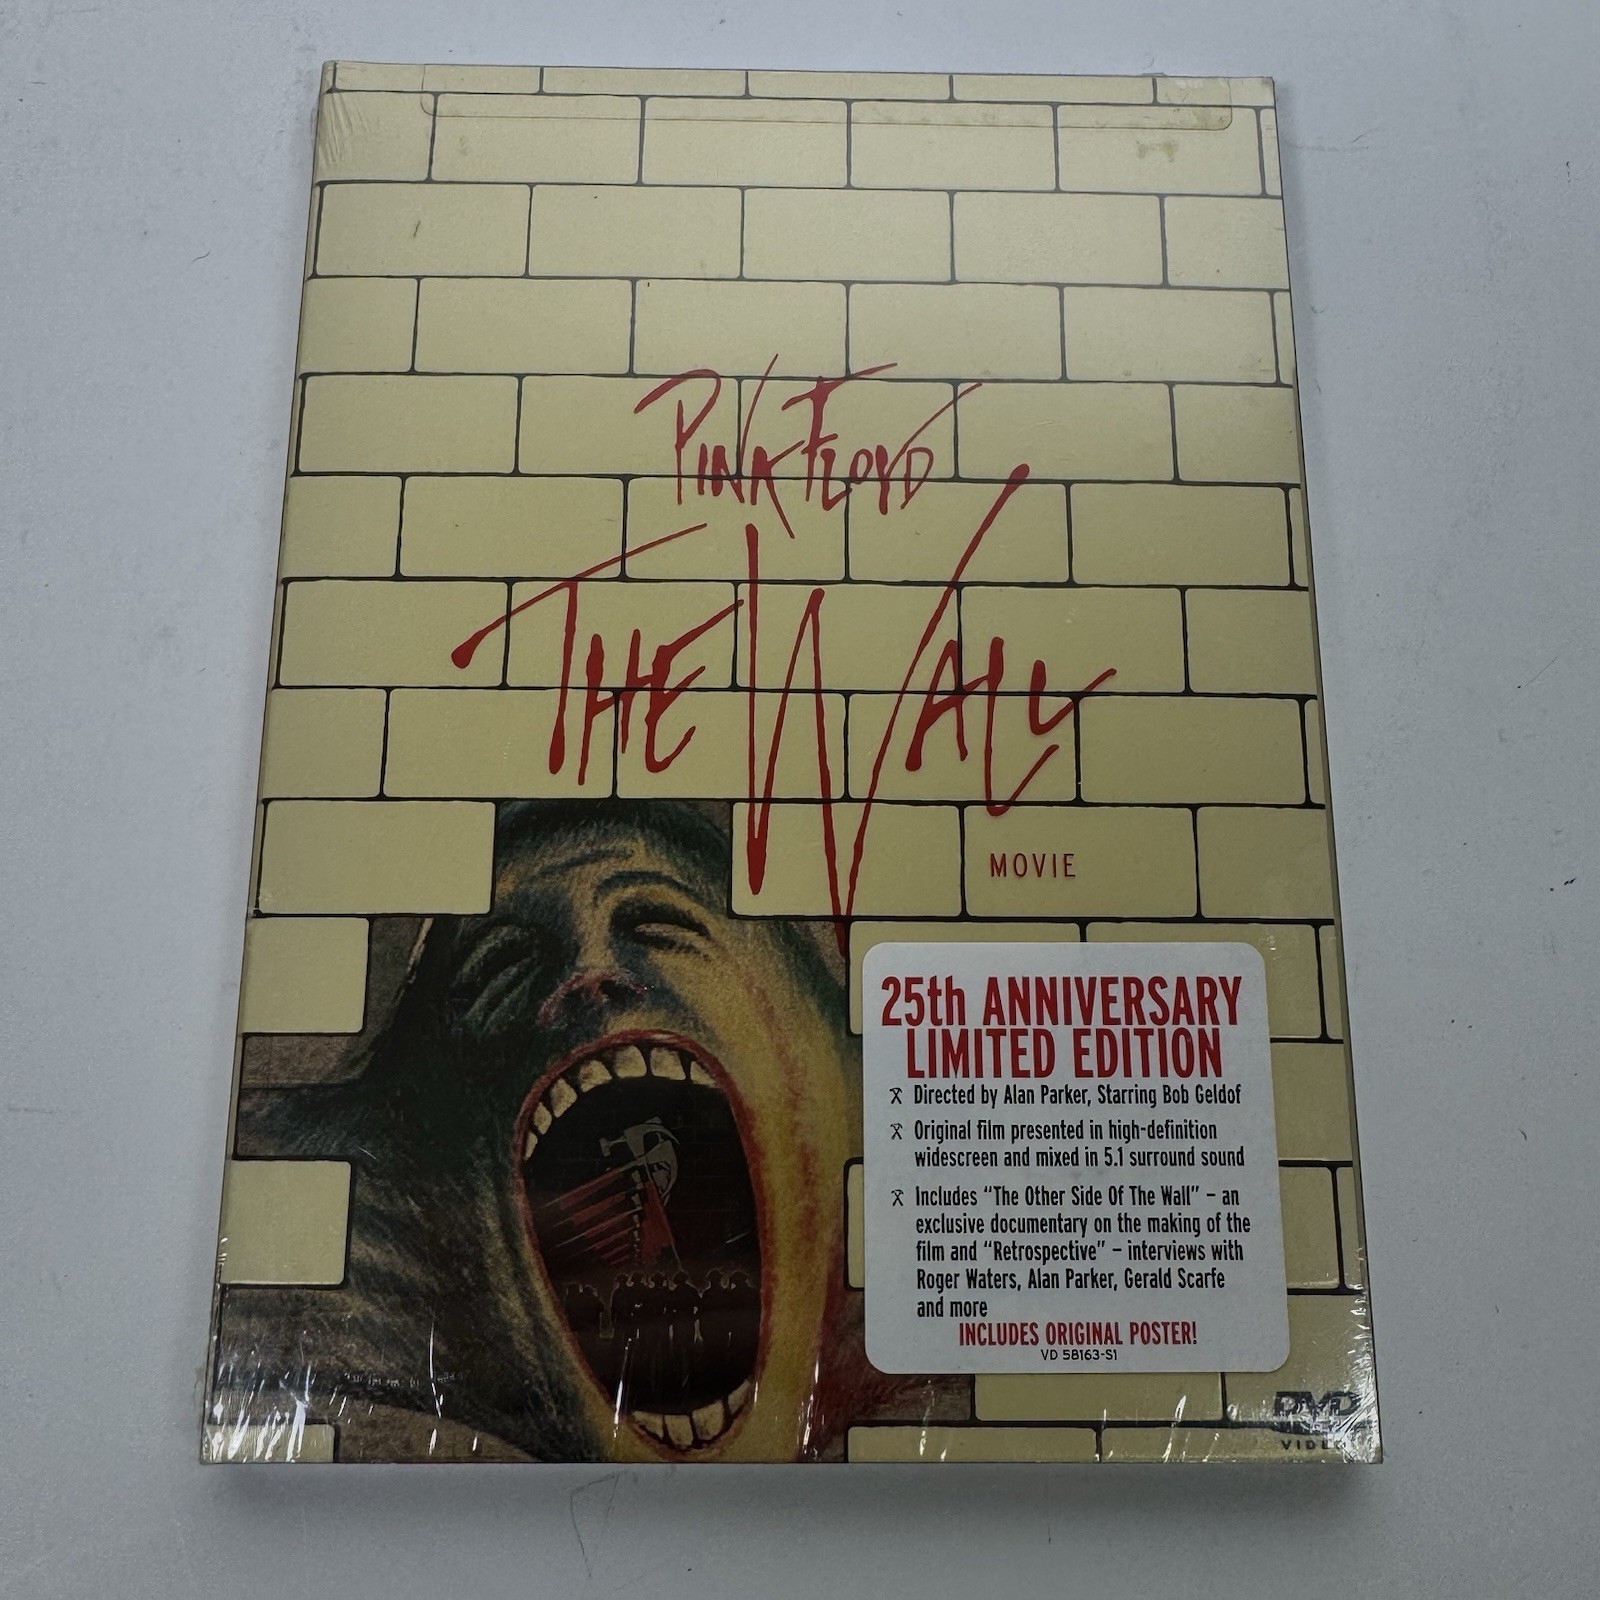 PINK FLOYD
THE WALL
MOVIE
25th ANNIVERSARY
LIMITED EDITION
Directed by Alan Parker, Starring Bob Geldof
Original film presented in high-definition
widescreen and mixed in 5.1 surround sound
Includes “The Other Side Of The Wall” – an
exclusive documentary on the making of the
film and “Retrospective” – interviews with
Roger Waters, Alan Parker, Gerald Scarfe
and more
INCLUDES ORIGINAL POSTER!
VD 58163-S1
DVD
VIDEO